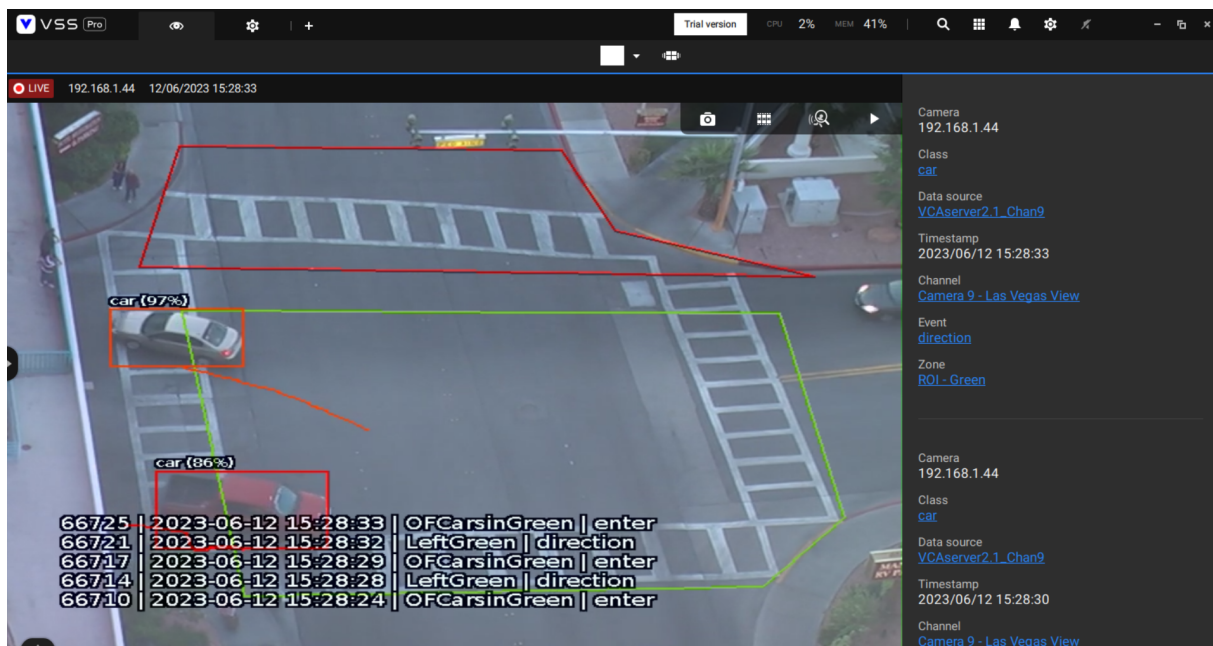 VSS Pro
Trial version CPU 2% MEM 41%
LIVE 192.168.1.44 12/06/2023 15:28:33
car (97%)
car (86%)
66725 | 2023-06-12 15:28:33 | OFCarsinGreen | enter
66721 | 2023-06-12 15:28:32 | LeftGreen | direction
66717 | 2023-06-12 15:28:29 | OFCarsinGreen | enter
66714 | 2023-06-12 15:28:28 | LeftGreen | direction
66710 | 2023-06-12 15:28:24 | OFCarsinGreen | enter
Camera
192.168.1.44
Class
car
Data source
VCAserver2.1_Chan9
Timestamp
2023/06/12 15:28:33
Channel
Camera 9 - Las Vegas View
Event
direction
Zone
ROI - Green
Camera
192.168.1.44
Class
car
Data source
VCAserver2.1_Chan9
Timestamp
2023/06/12 15:28:30
Channel
Camera 9 - Las Vegas View